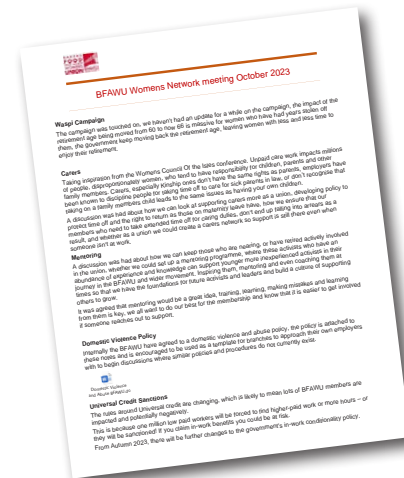 BAKERS
FOOD
UNION
BFAWU Womens Network meeting October 2023
Waspi Campaign
The campaign was touched on, we haven't had an update for a while on the campaign, the impact of the
retirement age being moved from 60 to now 66 is massive for women who have had years stolen off
them, the government keep moving back the retirement age, leaving women with less and less time to
enjoy their retirement.
Carers
Taking inspiration from the Womens Council Of the Isles conference. Unpaid care work impacts millions
of people, disproportionately women, who tend to have responsibility for children, parents and other
family members. Carers, especially Kinship ones don't have the same rights as parents, employers have
been known to discipline people for taking time off to care for sick parents in law, or don't recognise that
taking on a family members child leads to the same issues as having your own children.
A discussion was had about how we can look at supporting carers more as a union, developing policy to
protect time off and the right to return as those on maternity leave have, how we ensure that our
members who need to take extended time off for caring duties, don't end up falling into arrears as a
result, and whether as a union we could create a carers network so support is still there even when
someone isn't at work.
Mentoring
A discussion was had about how we can keep those who are nearing, or have retired actively involved
in the union, whether we could set up a mentoring programme, where these activists who have an
abundance of experience and knowledge can support younger more inexperienced activists in their
journey in the BFAWU and wider movement. Inspiring them, mentoring and even coaching them at
times so that we have the foundations for future activists and leaders and build a culture of supporting
others to grow.
It was agreed that mentoring would be a great idea, training, learning, making mistakes and learning
from them is key, we all want to do our best for the membership and know that it is easier to get involved
if someone reaches out to support.
Domestic Violence Policy
Internally the BFAWU have agreed to a domestic violence and abuse policy, the policy is attached to
these notes and is encouraged to be used as a template for branches to approach their own employers
with to begin discussions where similar policies and procedures do not currently exist.
Domestic Violence
and Abuse BFAWU.do
Universal Credit Sanctions
The rules around Universal credit are changing, which is likely to mean lots of BFAWU members are
impacted and potentially negatively.
This is because one million low paid workers will be forced to find higher-paid work or more hours – or
they will be sanctioned! If you claim in-work benefits you could be at risk.
From Autumn 2023, there will be further changes to the government's in-work conditionality policy.